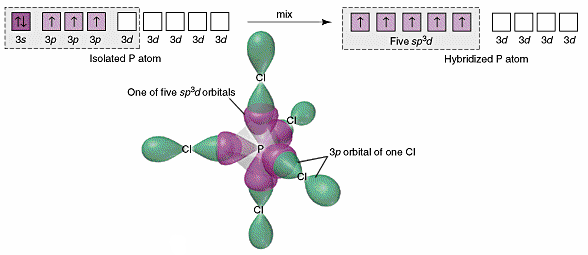 mix
3s 3p 3p 3p 3d 3d 3d 3d 3d
Five sp³d
3d 3d 3d 3d
Isolated P atom
Hybridized P atom
Cl
One of five sp³d orbitals
Cl
Cl
P
3p orbital of one Cl
Cl
Cl